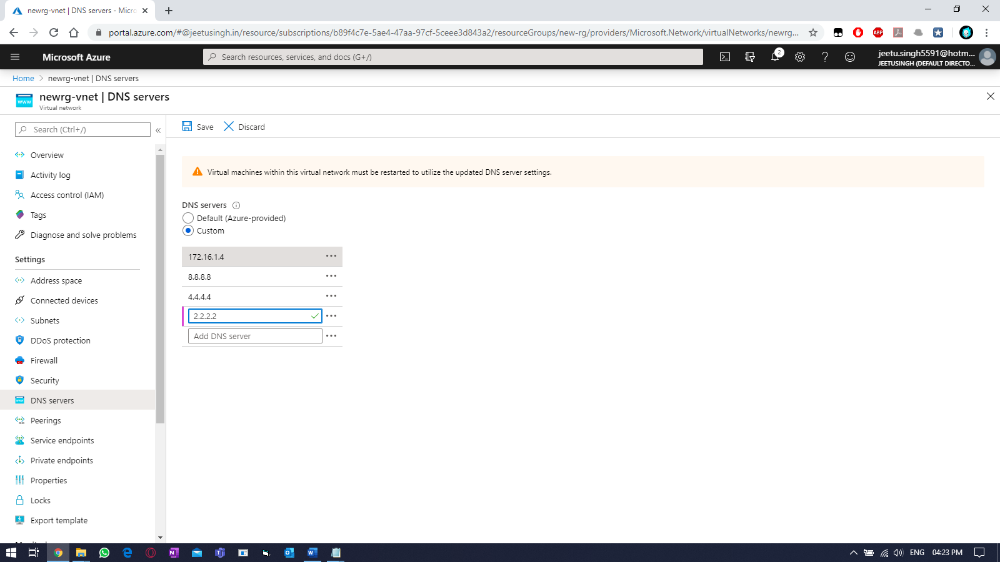 newrg-vnet | DNS servers - Micro
portal.azure.com/#@jeetusingh.in/resource/subscriptions/b89f4c7e-5ae4-47aa-97cf-5ceee3d843a2/resourceGroups/new-rg/providers/Microsoft.Network/virtualNetworks/newrg...
ABP
Microsoft Azure
Search resources, services, and docs (G+/)
2
jeetu.singh5591@hotm...
JEETUSINGH (DEFAULT DIRECTO...
Home > newrg-vnet | DNS servers
www
newrg-vnet | DNS servers
Virtual network
Search (Ctrl+/)
«
Save
Discard
Overview
Activity log
Access control (IAM)
Tags
Diagnose and solve problems
Settings
Address space
Connected devices
Subnets
DDoS protection
Firewall
Security
DNS servers
Peerings
Service endpoints
Private endpoints
Properties
Locks
Export template
Virtual machines within this virtual network must be restarted to utilize the updated DNS server settings.
DNS servers
Default (Azure-provided)
Custom
172.16.1.4
8.8.8.8
4.4.4.4
2.2.2.2
Add DNS server
ENG
04:23 PM